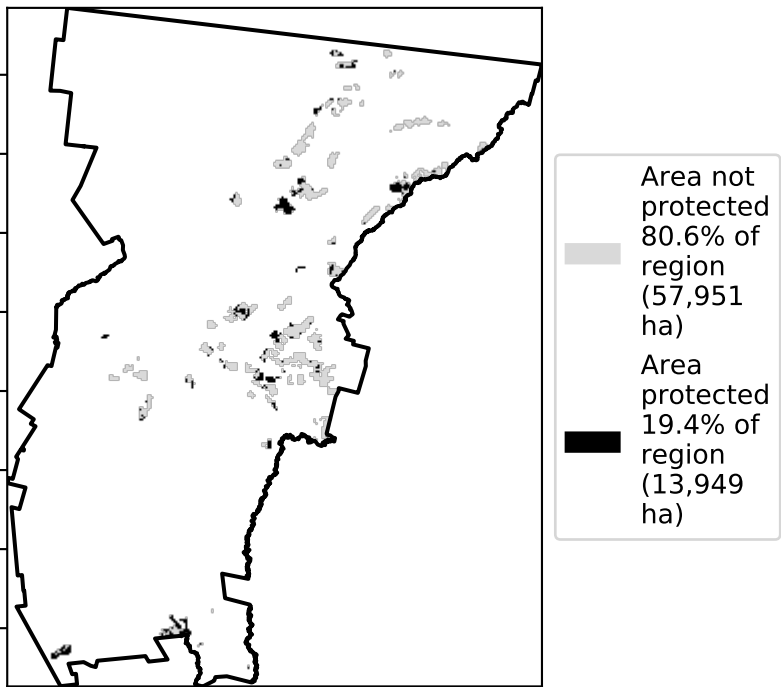 Area not
protected
80.6% of
region
(57,951
ha)
Area
protected
19.4% of
region
(13,949
ha)